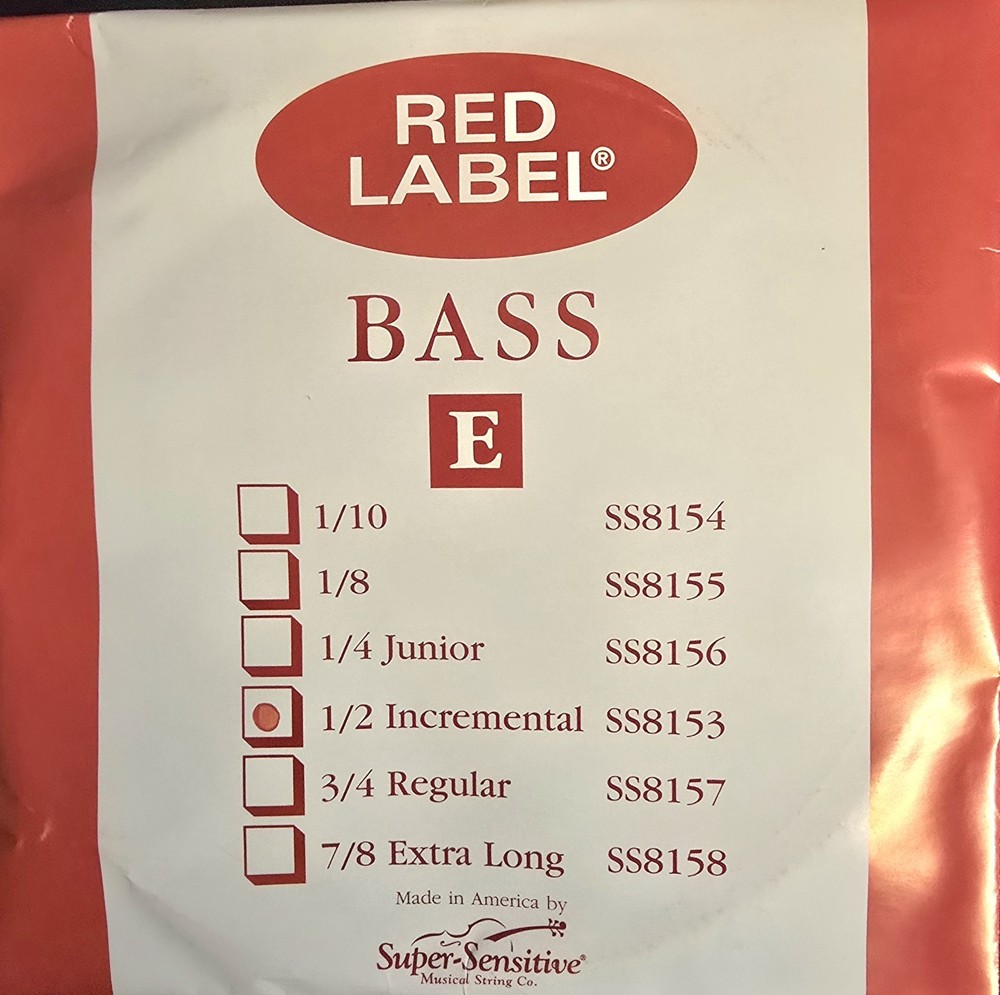 RED
LABEL®
BASS
E
1/10 SS8154
1/8 SS8155
1/4 Junior SS8156
1/2 Incremental SS8153
3/4 Regular SS8157
7/8 Extra Long SS8158
Made in America by
Super-Sensitive®
Musical String Co.